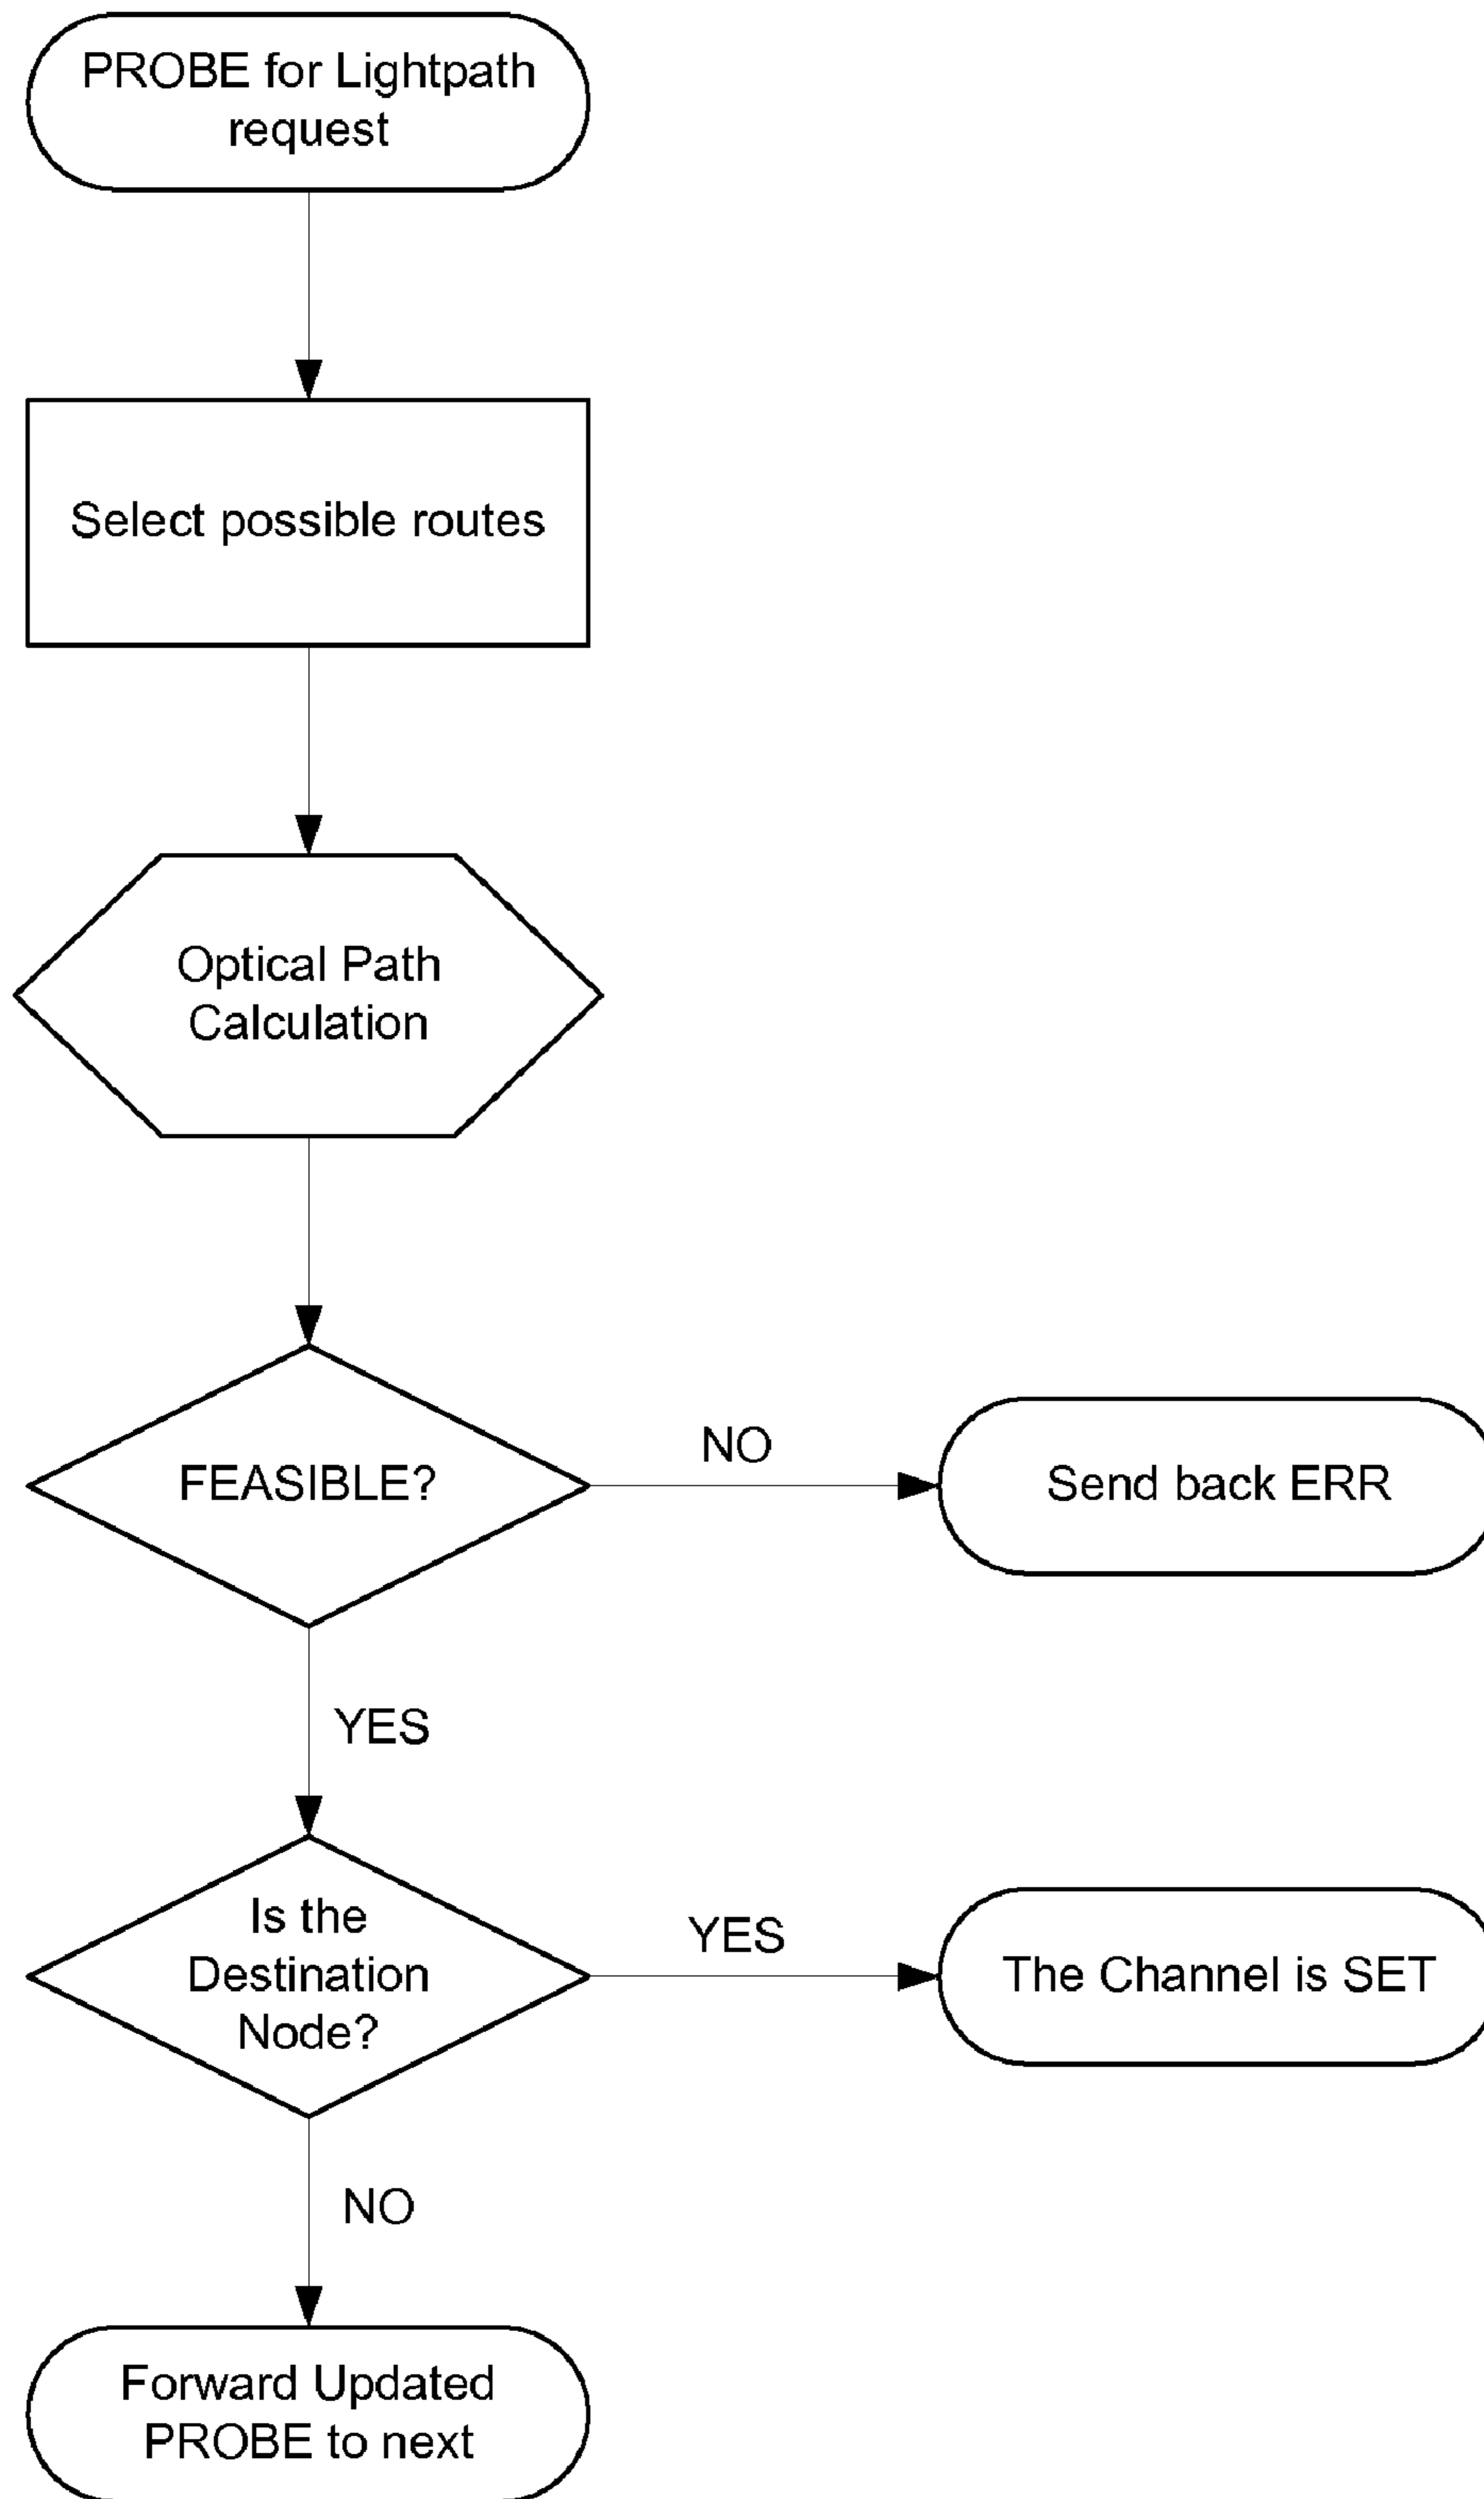 PROBE for Lightpath
request
Select possible routes
Optical Path
Calculation
FEASIBLE?
NO
Send back ERR
YES
Is the
Destination
Node?
YES
The Channel is SET
NO
Forward Updated
PROBE to next